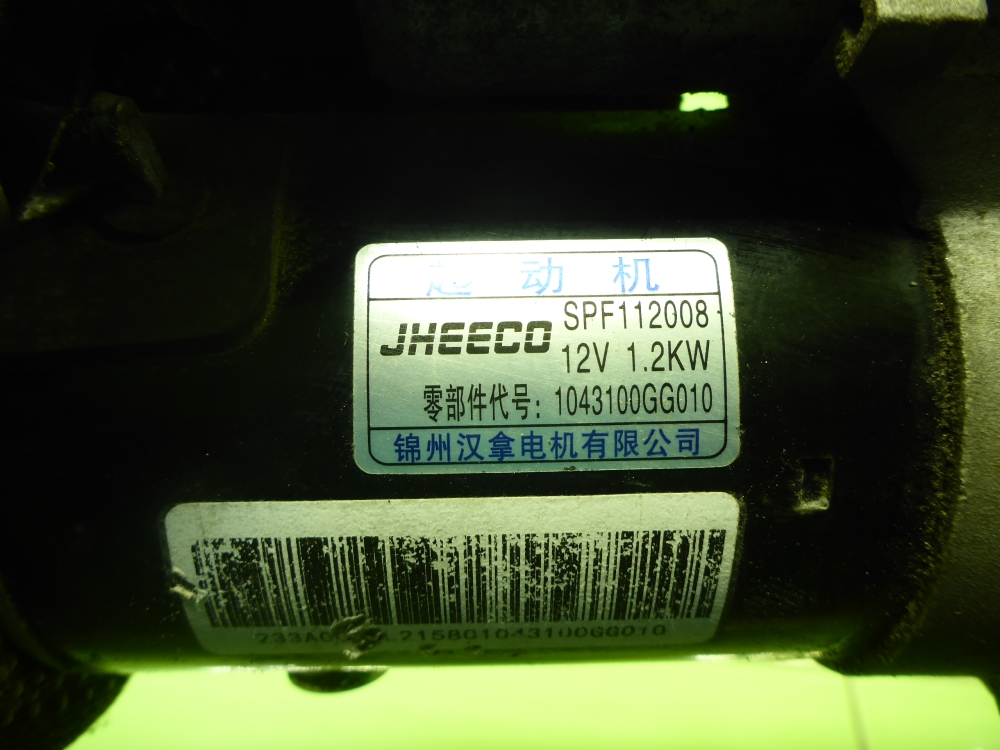 起动机
JHEECO
SPF112008
12V 1.2KW
零部件代号: 1043100GG010
锦州汉拿电机有限公司